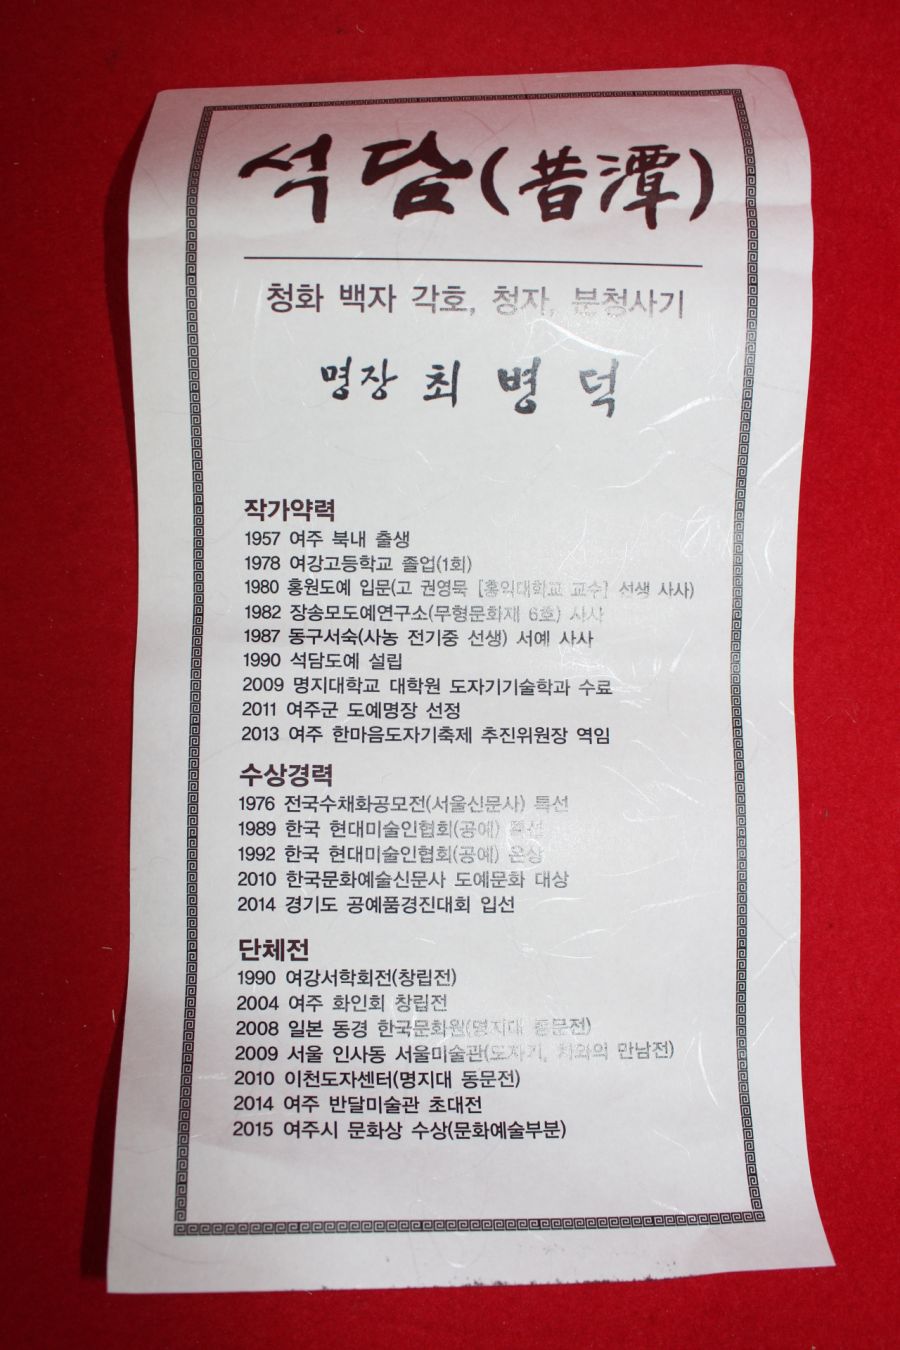 석담(昔潭)
청화 백자 각호, 청자, 분청사기
명장 최 병 덕
작가약력
1957 여주 북내 출생
1978 여강고등학교 졸업(1회)
1980 홍원도예 입문(고 권영묵 [홍익대학교 교수] 선생 사사)
1982 장송모도예연구소(무형문화재 6호) 사사
1987 동구서숙(사농 전기중 선생) 서예 사사
1990 석담도예 설립
2009 명지대학교 대학원 도자기기술학과 수료
2011 여주군 도예명장 선정
2013 여주 한마음도자기축제 추진위원장 역임
수상경력
1976 전국수채화공모전(서울신문사) 특선
1989 한국 현대미술인협회(공예) 특선
1992 한국 현대미술인협회(공예) 은상
2010 한국문화예술신문사 도예문화 대상
2014 경기도 공예품경진대회 입선
단체전
1990 여강서학회전(창립전)
2004 여주 화인회 창립전
2008 일본 동경 한국문화원(명지대 동문전)
2009 서울 인사동 서울미술관(도자기, 만남전)
2010 이천도자센터(명지대 동문전)
2014 여주 반달미술관 초대전
2015 여주시 문화상 수상(문화예술부분)